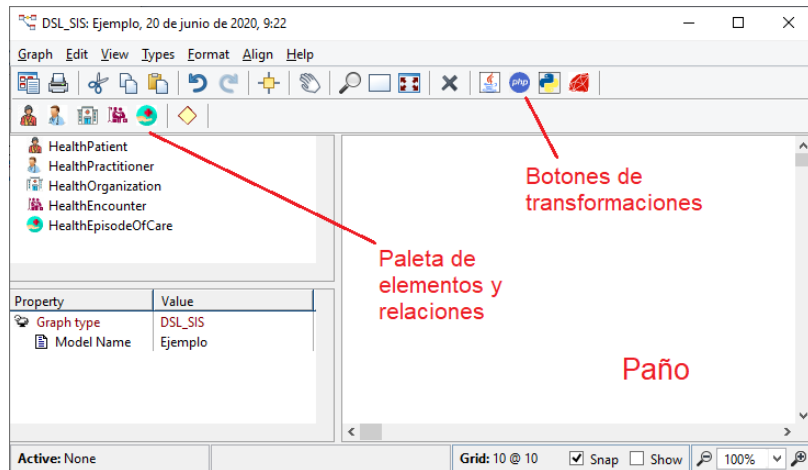 DSL_SIS: Ejemplo, 20 de junio de 2020, 9:22
Graph Edit View Types Format Align Help
php
HealthPatient
HealthPractitioner
HealthOrganization
HealthEncounter
HealthEpisodeOfCare
Botones de
transformaciones
Paleta de
elementos y
relaciones
Property Value
Graph type DSL_SIS
Model Name Ejemplo
Paño
Active: None Grid: 10 @ 10 Snap Show 100%